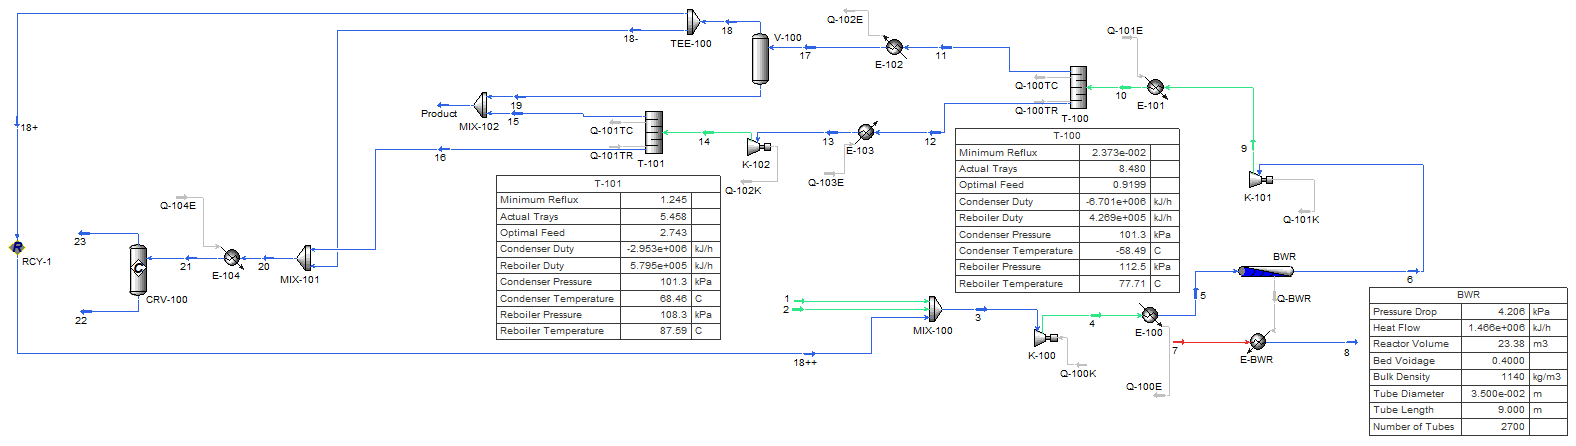 Q-102E
18
18-
TEE-100
V-100
17
E-102
11
Q-101E
Q-100TC
10
E-101
Q-100TR
T-100
19
Product
MIX-102
15
Q-101TC
14
13
12
E-103
18+
16
Q-101TR
T-101
K-102
Q-102K
Q-103E
9
K-101
Q-101K
T-100
Minimum Reflux 2.373e-002
Actual Trays 8.480
Optimal Feed 0.9199
Condenser Duty -6.701e+006 kJ/h
Reboiler Duty 4.269e+005 kJ/h
Condenser Pressure 101.3 kPa
Condenser Temperature -58.49 C
Reboiler Pressure 112.5 kPa
Reboiler Temperature 77.71 C
T-101
Minimum Reflux 1.245
Actual Trays 5.458
Optimal Feed 2.743
Condenser Duty -2.953e+006 kJ/h
Reboiler Duty 5.795e+005 kJ/h
Condenser Pressure 101.3 kPa
Condenser Temperature 68.46 C
Reboiler Pressure 108.3 kPa
Reboiler Temperature 87.59 C
Q-104E
23
R
RCY-1
21
E-104
20
MIX-101
C
CRV-100
22
BWR
6
5
Q-BWR
1
2
3
MIX-100
4
E-100
K-100
7
E-BWR
8
18++
Q-100K
Q-100E
BWR
Pressure Drop 4.206 kPa
Heat Flow 1.466e+006 kJ/h
Reactor Volume 23.38 m3
Bed Voidage 0.4000
Bulk Density 1140 kg/m3
Tube Diameter 3.500e-002 m
Tube Length 9.000 m
Number of Tubes 2700